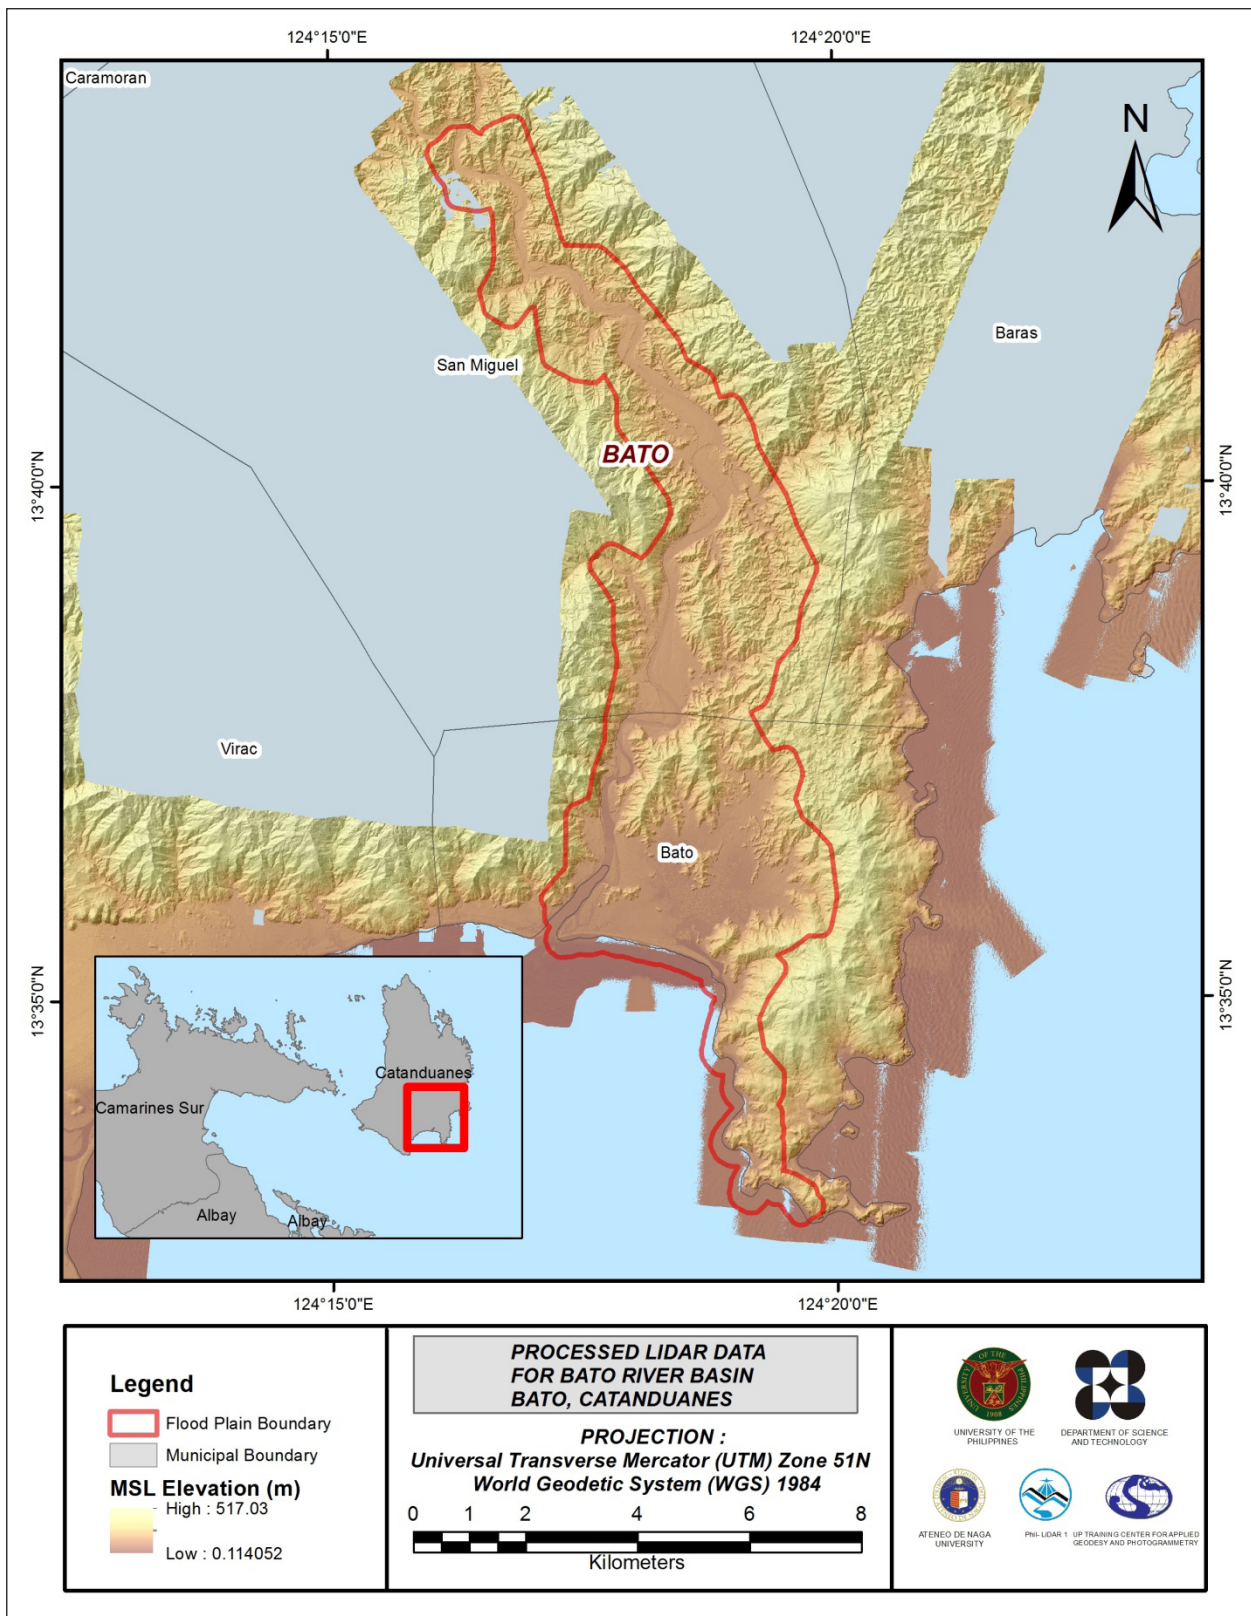 124°15'0"E
124°20'0"E
Caramoran
N
Baras
San Miguel
BATO
13°40'0"N
13°40'0"N
Virac
Bato
13°35'0"N
13°35'0"N
Catanduanes
Camarines Sur
Albay
Albay
124°15'0"E
124°20'0"E
Legend
Flood Plain Boundary
Municipal Boundary
MSL Elevation (m)
High : 517.03
Low : 0.114052
PROCESSED LIDAR DATA
FOR BATO RIVER BASIN
BATO, CATANDUANES
PROJECTION :
Universal Transverse Mercator (UTM) Zone 51N
World Geodetic System (WGS) 1984
0 1 2 4 6 8
Kilometers
UNIVERSITY OF THE PHILIPPINES
1908
UNIVERSITY OF THE
PHILIPPINES
DEPARTMENT OF SCIENCE
AND TECHNOLOGY
ATENEO DE NAGA
UNIVERSITY
Phil- LiDAR 1
UP TRAINING CENTER FOR APPLIED
GEODESY AND PHOTOGRAMMETRY